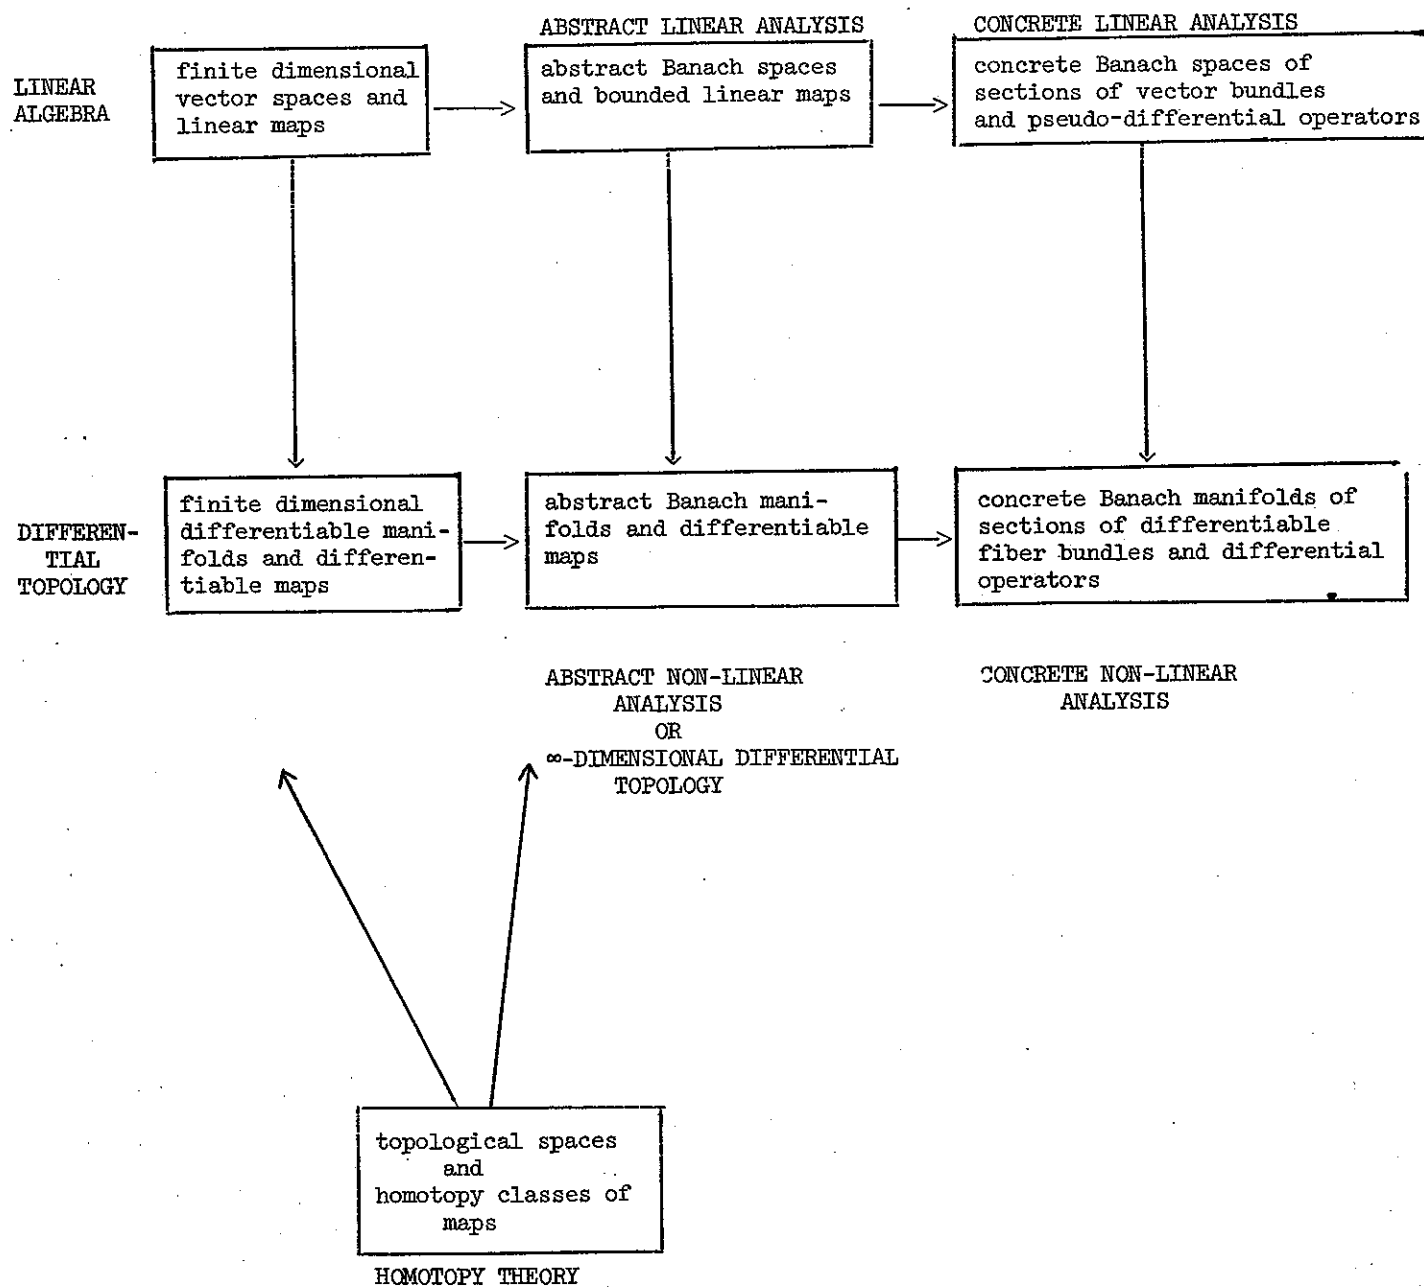 ABSTRACT LINEAR ANALYSIS
CONCRETE LINEAR ANALYSIS
LINEAR
ALGEBRA
finite dimensional
vector spaces and
linear maps
abstract Banach spaces
and bounded linear maps
concrete Banach spaces of
sections of vector bundles
and pseudo-differential operators
DIFFEREN-
TIAL
TOPOLOGY
finite dimensional
differentiable mani-
folds and differen-
tiable maps
abstract Banach mani-
folds and differentiable
maps
concrete Banach manifolds of
sections of differentiable
fiber bundles and differential
operators
ABSTRACT NON-LINEAR
ANALYSIS
OR
∞-DIMENSIONAL DIFFERENTIAL
TOPOLOGY
CONCRETE NON-LINEAR
ANALYSIS
topological spaces
and
homotopy classes of
maps
HOMOTOPY THEORY